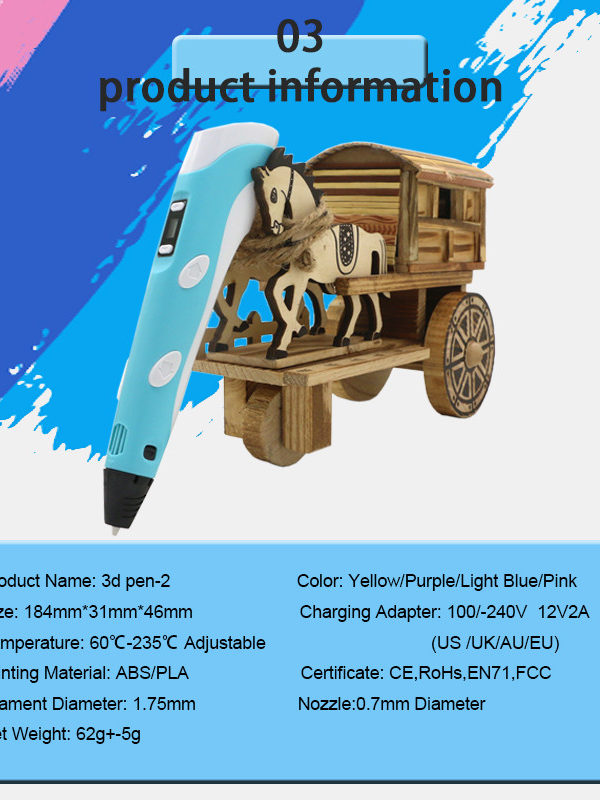 03
product information
oduct Name: 3d pen-2
Color: Yellow/Purple/Light Blue/Pink
ze: 184mm*31mm*46mm
Charging Adapter: 100/-240V 12V2A
mperature: 60℃-235℃ Adjustable
(US /UK/AU/EU)
nting Material: ABS/PLA
Certificate: CE,RoHs,EN71,FCC
ament Diameter: 1.75mm
Nozzle:0.7mm Diameter
et Weight: 62g+-5g